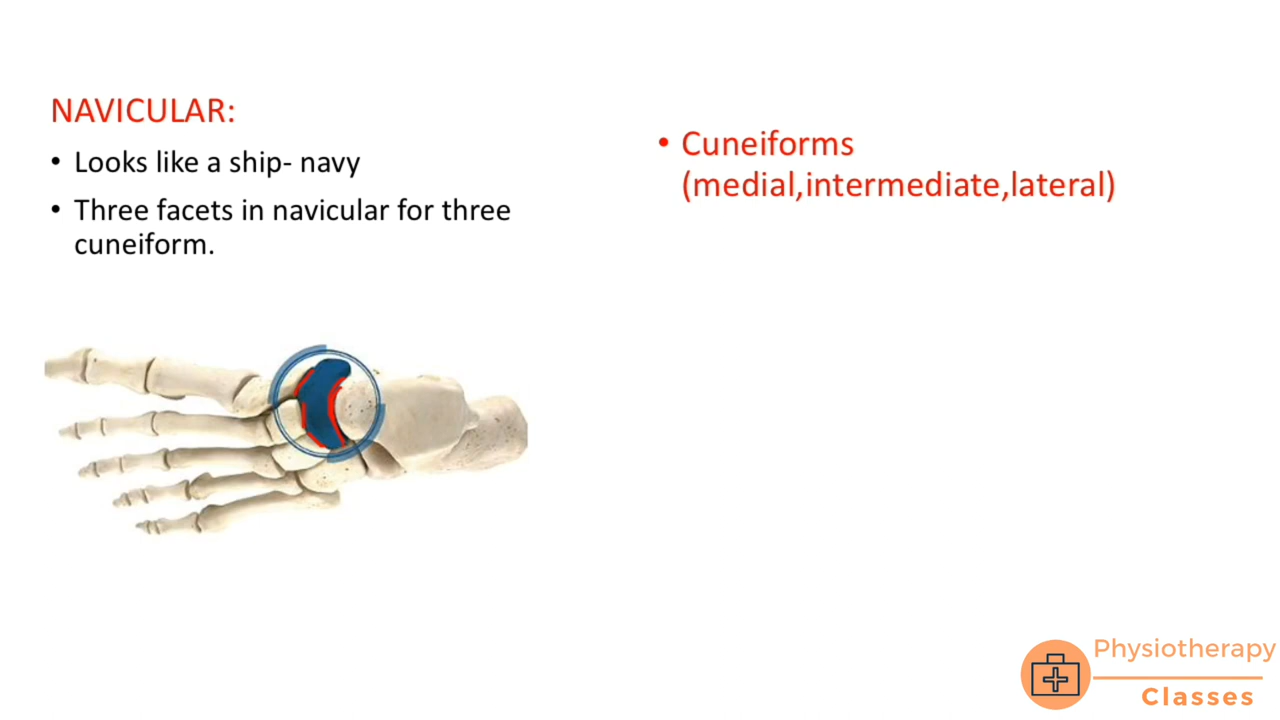 NAVICULAR:
• Looks like a ship- navy
• Three facets in navicular for three
cuneiform.
• Cuneiforms
(medial,intermediate,lateral)
Physiotherapy
Classes